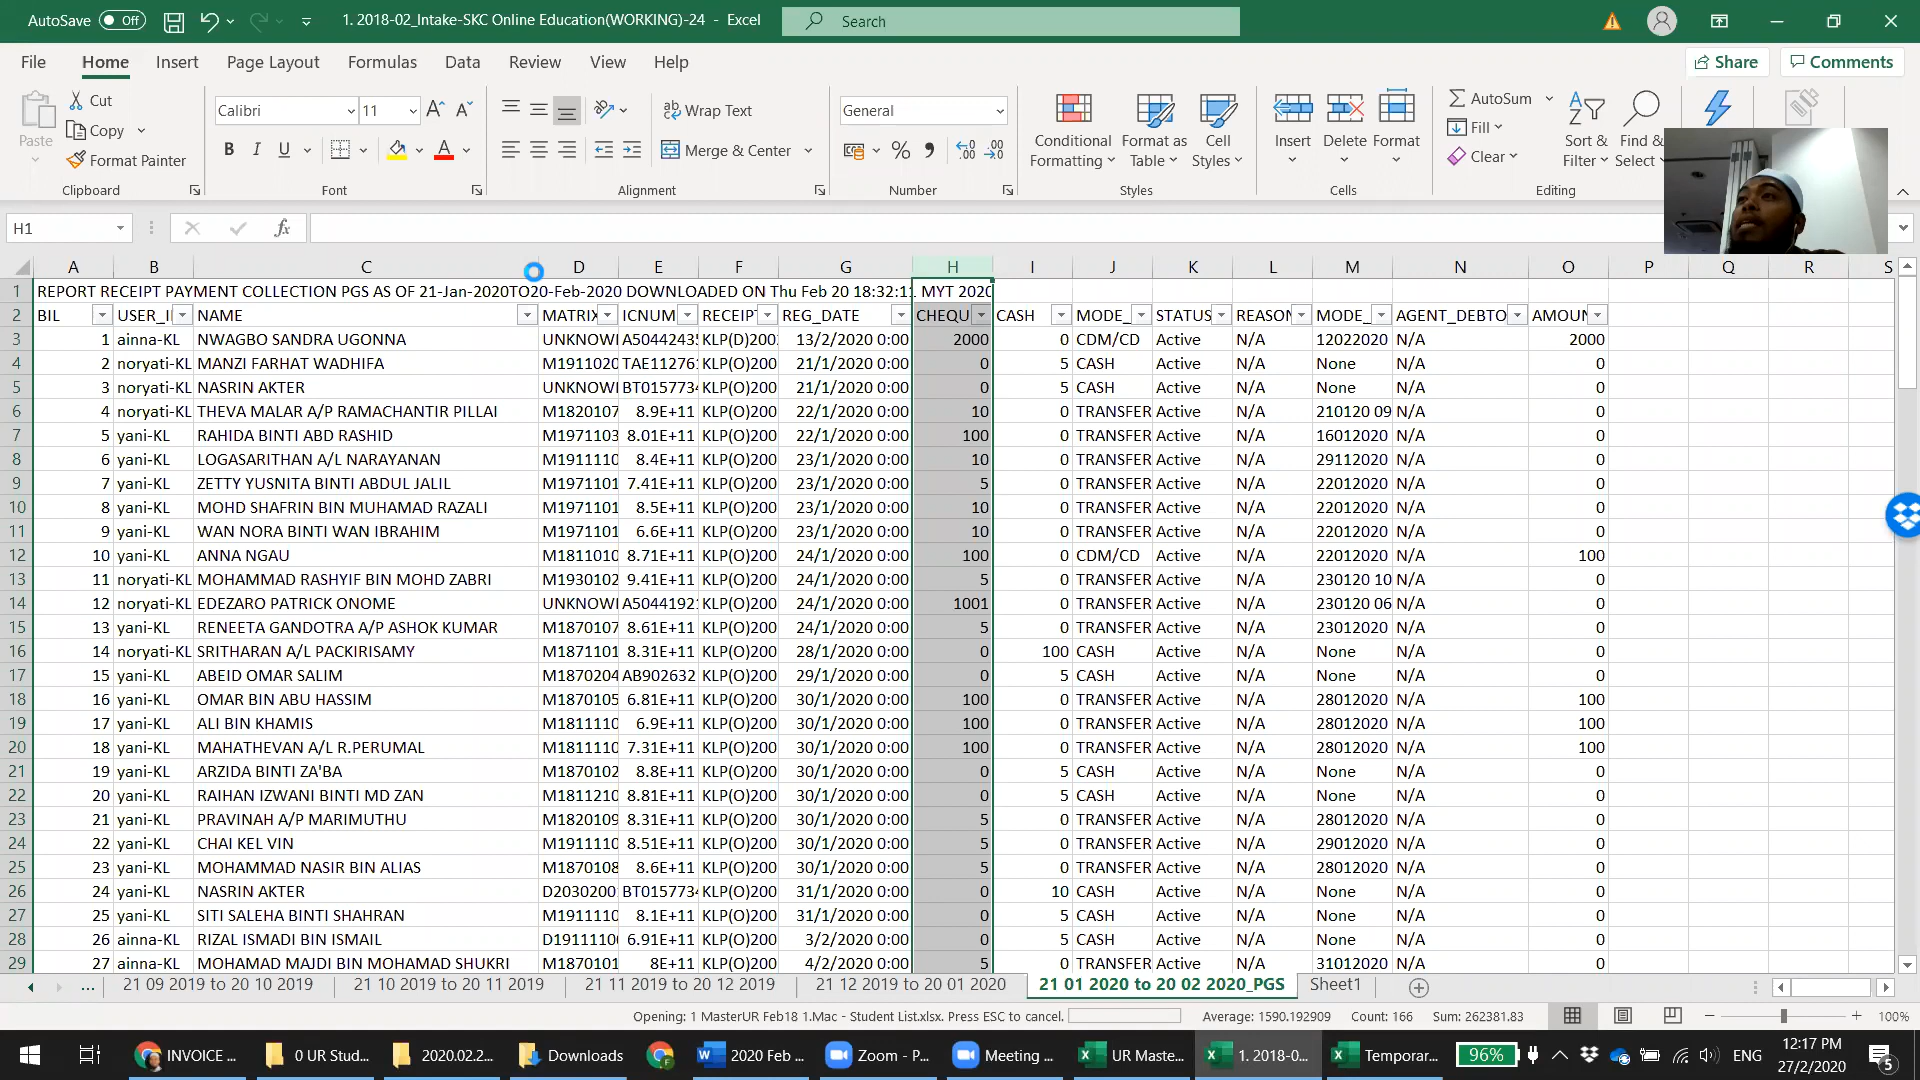 AutoSave Off 1. 2018-02_Intake-SKC Online Education(WORKING)-24 - Excel Search
File Home Insert Page Layout Formulas Data Review View Help Share Comments
Paste Cut Copy Format Painter Clipboard
Calibri 11 B I U A Font
Wrap Text Merge & Center Alignment
General % Number
Conditional Formatting Format as Table Cell Styles Styles
Insert Delete Format Cells
AutoSum Fill Clear Sort & Filter Find & Select Editing
H1 fx
A B C D E F G H I J K L M N O P Q R S
1 REPORT RECEIPT PAYMENT COLLECTION PGS AS OF 21-Jan-2020TO20-Feb-2020 DOWNLOADED ON Thu Feb 20 18:32:11 MYT 2020
2 BIL USER_I NAME MATRIX ICNUM RECEIPT REG_DATE CHEQU CASH MODE_ STATUS REASON MODE_ AGENT_DEBTO AMOUN
3 1 ainna-KL NWAGBO SANDRA UGONNA UNKNOWN A5044243 KLP(D)200 13/2/2020 0:00 2000 0 CDM/CD Active N/A 12022020 N/A 2000
4 2 noryati-KL MANZI FARHAT WADHIFA M1911020 TAE11276 KLP(O)200 21/1/2020 0:00 0 5 CASH Active N/A None N/A 0
5 3 noryati-KL NASRIN AKTER UNKNOWN BT0157734 KLP(O)200 21/1/2020 0:00 0 5 CASH Active N/A None N/A 0
6 4 noryati-KL THEVA MALAR A/P RAMACHANTIR PILLAI M1820107 8.9E+11 KLP(O)200 22/1/2020 0:00 10 0 TRANSFER Active N/A 210120 09 N/A 0
7 5 yani-KL RAHIDA BINTI ABD RASHID M1971103 8.01E+11 KLP(O)200 22/1/2020 0:00 100 0 TRANSFER Active N/A 16012020 N/A 0
8 6 yani-KL LOGASARITHAN A/L NARAYANAN M1911110 8.4E+11 KLP(O)200 23/1/2020 0:00 10 0 TRANSFER Active N/A 29112020 N/A 0
9 7 yani-KL ZETTY YUSNITA BINTI ABDUL JALIL M1971101 7.41E+11 KLP(O)200 23/1/2020 0:00 5 0 TRANSFER Active N/A 22012020 N/A 0
10 8 yani-KL MOHD SHAFRIN BIN MUHAMAD RAZALI M1971101 8.5E+11 KLP(O)200 23/1/2020 0:00 10 0 TRANSFER Active N/A 22012020 N/A 0
11 9 yani-KL WAN NORA BINTI WAN IBRAHIM M1971101 6.6E+11 KLP(O)200 23/1/2020 0:00 10 0 TRANSFER Active N/A 22012020 N/A 0
12 10 yani-KL ANNA NGAU M1811010 8.71E+11 KLP(O)200 24/1/2020 0:00 100 0 CDM/CD Active N/A 22012020 N/A 100
13 11 noryati-KL MOHAMMAD RASHYIF BIN MOHD ZABRI M1930102 9.41E+11 KLP(O)200 24/1/2020 0:00 5 0 TRANSFER Active N/A 230120 10 N/A 0
14 12 noryati-KL EDEZARO PATRICK ONOME UNKNOWN A5044192 KLP(O)200 24/1/2020 0:00 1001 0 TRANSFER Active N/A 230120 06 N/A 0
15 13 yani-KL RENEETA GANDOTRA A/P ASHOK KUMAR M1870107 8.61E+11 KLP(O)200 24/1/2020 0:00 5 0 TRANSFER Active N/A 23012020 N/A 0
16 14 noryati-KL SRITHARAN A/L PACKIRISAMY M1871101 8.31E+11 KLP(O)200 28/1/2020 0:00 0 100 CASH Active N/A None N/A 0
17 15 yani-KL ABEID OMAR SALIM M1870204 AB902632 KLP(O)200 29/1/2020 0:00 0 5 CASH Active N/A None N/A 0
18 16 yani-KL OMAR BIN ABU HASSIM M1870105 6.81E+11 KLP(O)200 30/1/2020 0:00 100 0 TRANSFER Active N/A 28012020 N/A 100
19 17 yani-KL ALI BIN KHAMIS M1811110 6.9E+11 KLP(O)200 30/1/2020 0:00 100 0 TRANSFER Active N/A 28012020 N/A 100
20 18 yani-KL MAHATHEVAN A/L R.PERUMAL M1811110 7.31E+11 KLP(O)200 30/1/2020 0:00 100 0 TRANSFER Active N/A 28012020 N/A 100
21 19 yani-KL ARZIDA BINTI ZA'BA M1870102 8.8E+11 KLP(O)200 30/1/2020 0:00 0 5 CASH Active N/A None N/A 0
22 20 yani-KL RAIHAN IZWANI BINTI MD ZAN M1811210 8.81E+11 KLP(O)200 30/1/2020 0:00 0 5 CASH Active N/A None N/A 0
23 21 yani-KL PRAVINAH A/P MARIMUTHU M1820109 8.31E+11 KLP(O)200 30/1/2020 0:00 5 0 TRANSFER Active N/A 28012020 N/A 0
24 22 yani-KL CHAI KEL VIN M1911110 8.51E+11 KLP(O)200 30/1/2020 0:00 5 0 TRANSFER Active N/A 29012020 N/A 0
25 23 yani-KL MOHAMMAD NASIR BIN ALIAS M1870108 8.6E+11 KLP(O)200 30/1/2020 0:00 5 0 TRANSFER Active N/A 28012020 N/A 0
26 24 yani-KL NASRIN AKTER D2030200 BT0157734 KLP(O)200 31/1/2020 0:00 0 10 CASH Active N/A None N/A 0
27 25 yani-KL SITI SALEHA BINTI SHAHRAN M1911110 8.1E+11 KLP(O)200 31/1/2020 0:00 0 5 CASH Active N/A None N/A 0
28 26 ainna-KL RIZAL ISMADI BIN ISMAIL D1911110 6.91E+11 KLP(O)200 3/2/2020 0:00 0 5 CASH Active N/A None N/A 0
29 27 ainna-KL MOHAMAD MAJDI BIN MOHAMAD SHUKRI M1870101 8E+11 KLP(O)200 4/2/2020 0:00 5 0 TRANSFER Active N/A 31012020 N/A 0
... 21 09 2019 to 20 10 2019 21 10 2019 to 20 11 2019 21 11 2019 to 20 12 2019 21 12 2019 to 20 01 2020 21 01 2020 to 20 02 2020_PGS Sheet1
Opening: 1 MasterUR Feb18 1.Mac - Student List.xlsx. Press ESC to cancel. Average: 1590.192909 Count: 166 Sum: 262381.83 100%
INVOICE ... 0 UR Stud... 2020.02.2... Downloads 2020 Feb ... Zoom - P... Meeting ... UR Maste... 1. 2018-0... Temporar... 96% ENG 12:17 PM
27/2/2020 5